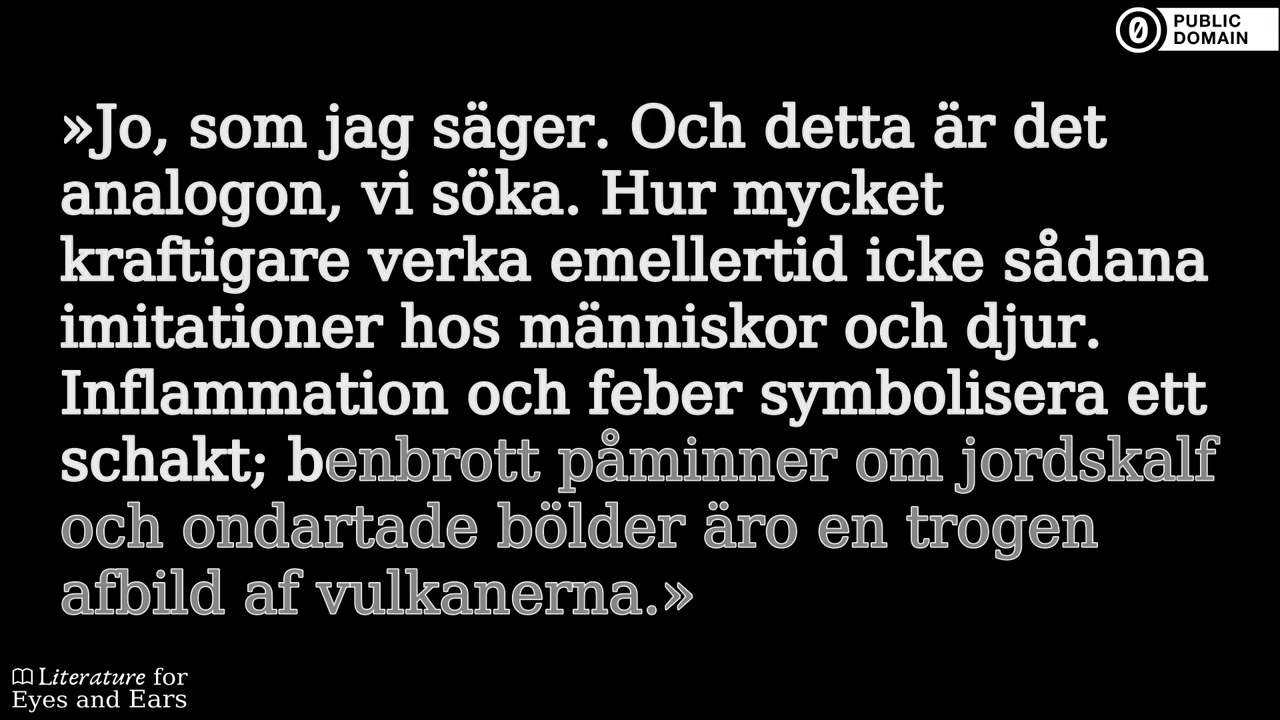 PUBLIC
DOMAIN
»Jo, som jag säger. Och detta är det
analogon, vi söka. Hur mycket
kraftigare verka emellertid icke sådana
imitationer hos människor och djur.
Inflammation och feber symbolisera ett
schakt; benbrott påminner om jordskalf
och ondartade bölder äro en trogen
afbild af vulkanerna.»
Literature for
Eyes and Ears